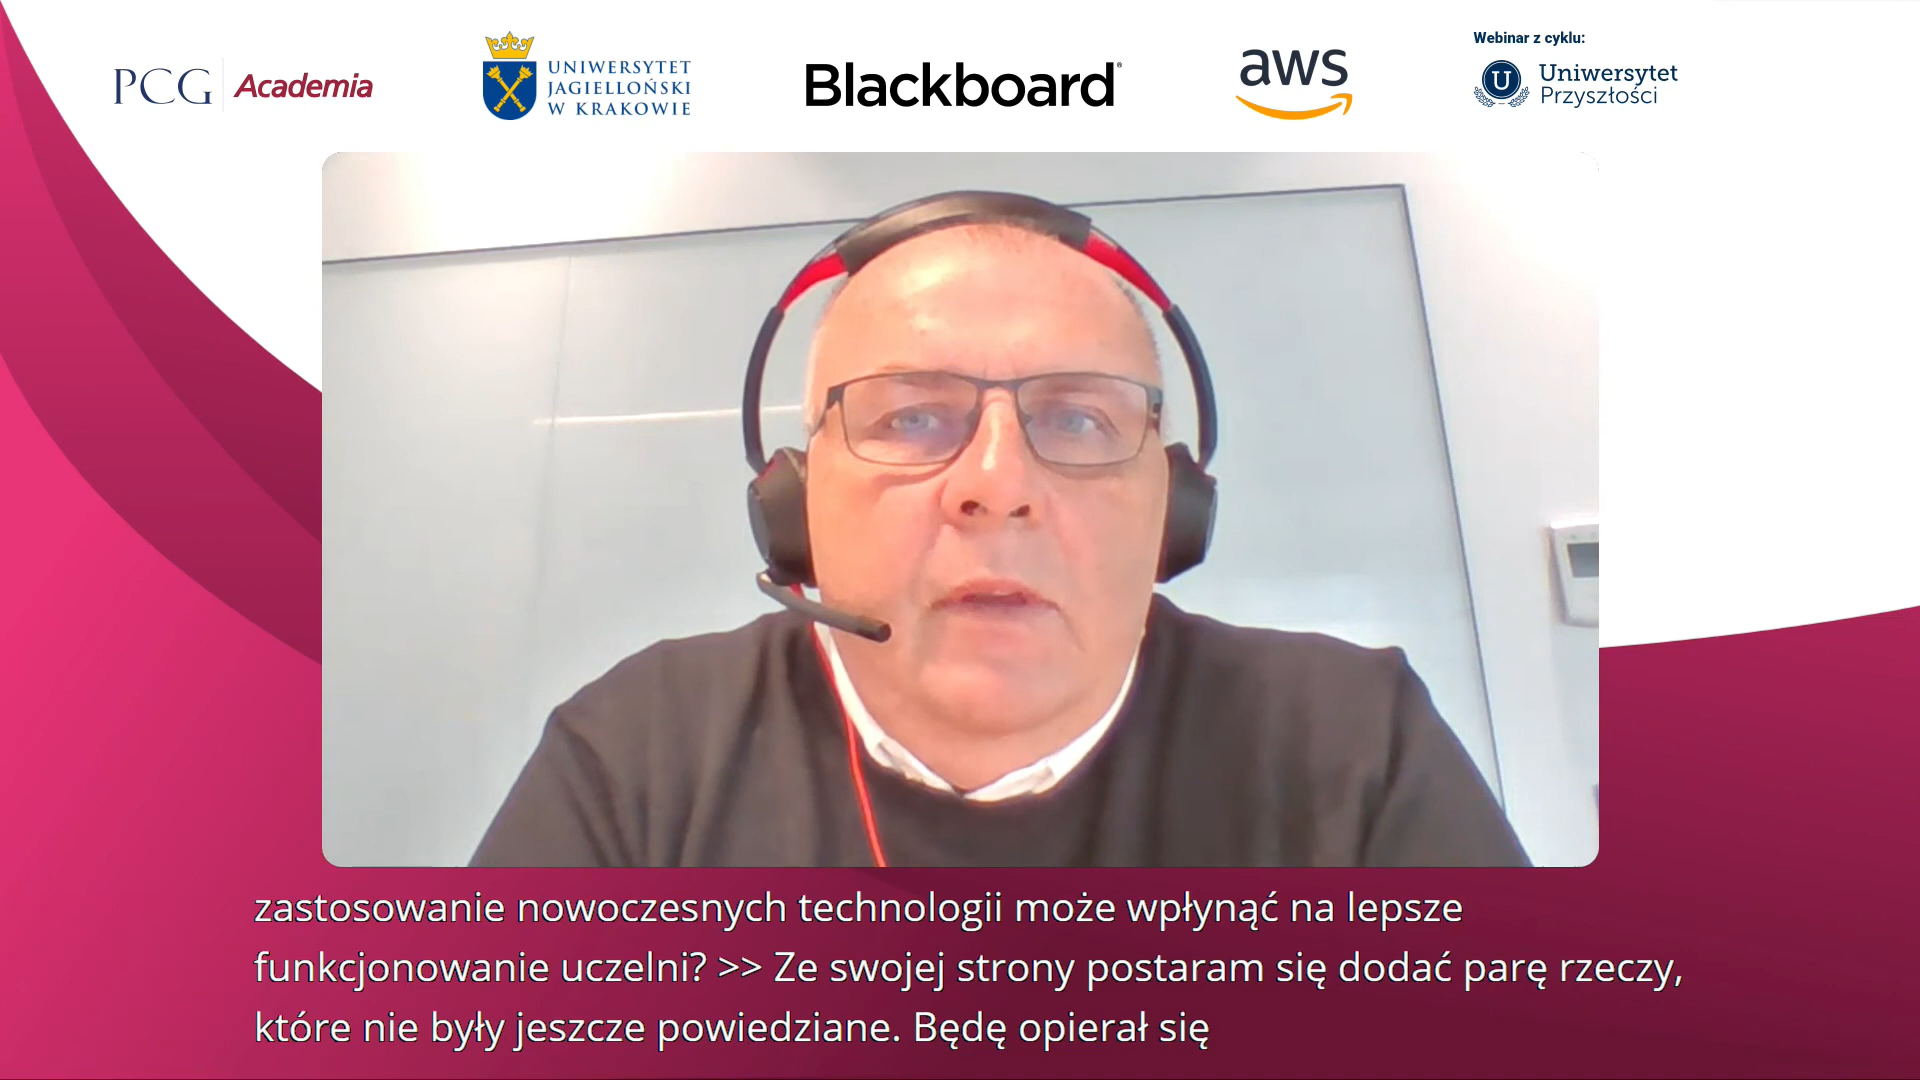 PCG Academia
UNIWERSYTET
JAGIELLOŃSKI
W KRAKOWIE
Blackboard
aws
Webinar z cyklu:
U
Uniwersytet
Przyszłości
zastosowanie nowoczesnych technologii może wpłynąć na lepsze
funkcjonowanie uczelni? >> Ze swojej strony postaram się dodać parę rzeczy,
które nie były jeszcze powiedziane. Będę opierał się